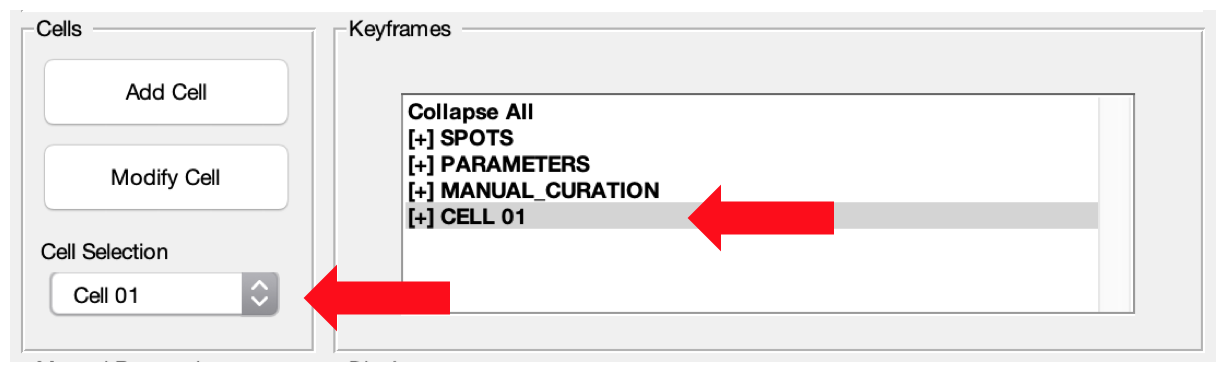 Cells
Add Cell
Modify Cell
Cell Selection
Cell 01
Keyframes
Collapse All
[+] SPOTS
[+] PARAMETERS
[+] MANUAL_CURATION
[+] CELL 01